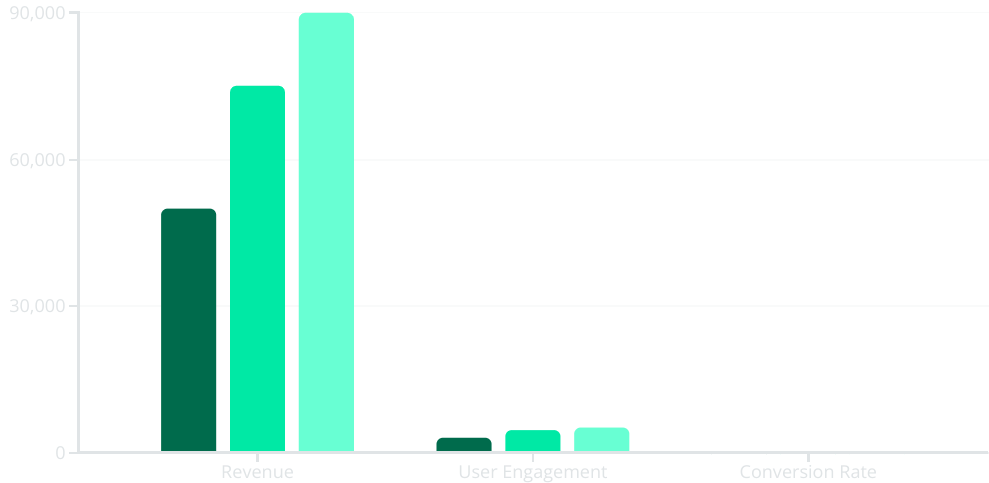 90,000
60,000
30,000
0
Revenue
User Engagement
Conversion Rate